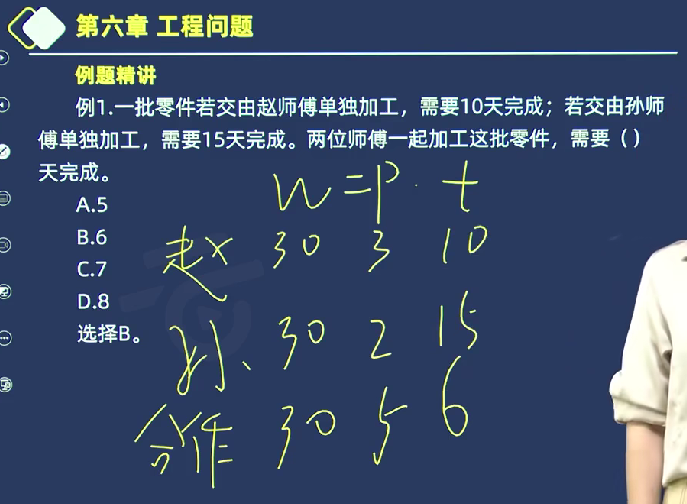 第六章 工程问题
例题精讲
例1.一批零件若交由赵师傅单独加工，需要10天完成；若交由孙师
傅单独加工，需要15天完成。两位师傅一起加工这批零件，需要（）
天完成。
A.5
B.6
C.7
D.8
选择B。
W=P·t
赵 30 3 10
孙、 30 2 15
合作 30 5 6